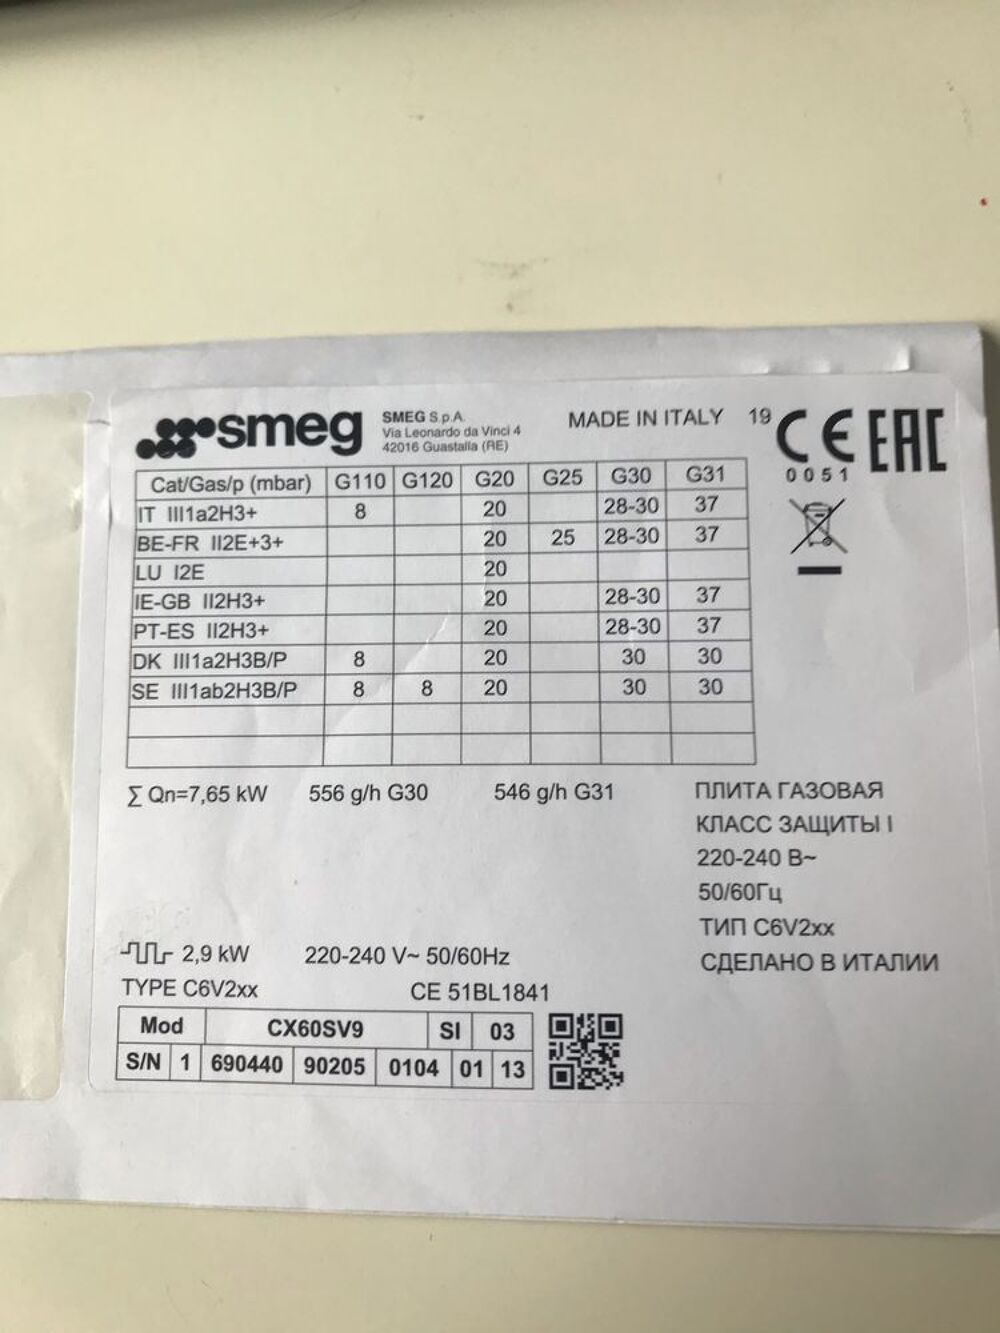 smeg
SMEG S.p.A.
Via Leonardo da Vinci 4
42016 Guastalla (RE)
MADE IN ITALY 19 CE EAC
0051
Cat/Gas/p (mbar) G110 G120 G20 G25 G30 G31
IT III1a2H3+ 8 20 28-30 37
BE-FR II2E+3+ 20 25 28-30 37
LU I2E 20
IE-GB II2H3+ 20 28-30 37
PT-ES II2H3+ 20 28-30 37
DK III1a2H3B/P 8 20 30 30
SE III1ab2H3B/P 8 8 20 30 30
∑ Qn=7,65 kW 556 g/h G30 546 g/h G31
ПЛИТА ГАЗОВАЯ
КЛАСС ЗАЩИТЫ I
220-240 В~
50/60Гц
ТИП C6V2xx
СДЕЛАНО В ИТАЛИИ
2,9 kW 220-240 V~ 50/60Hz
TYPE C6V2xx CE 51BL1841
Mod CX60SV9 SI 03
S/N 1 690440 90205 0104 01 13